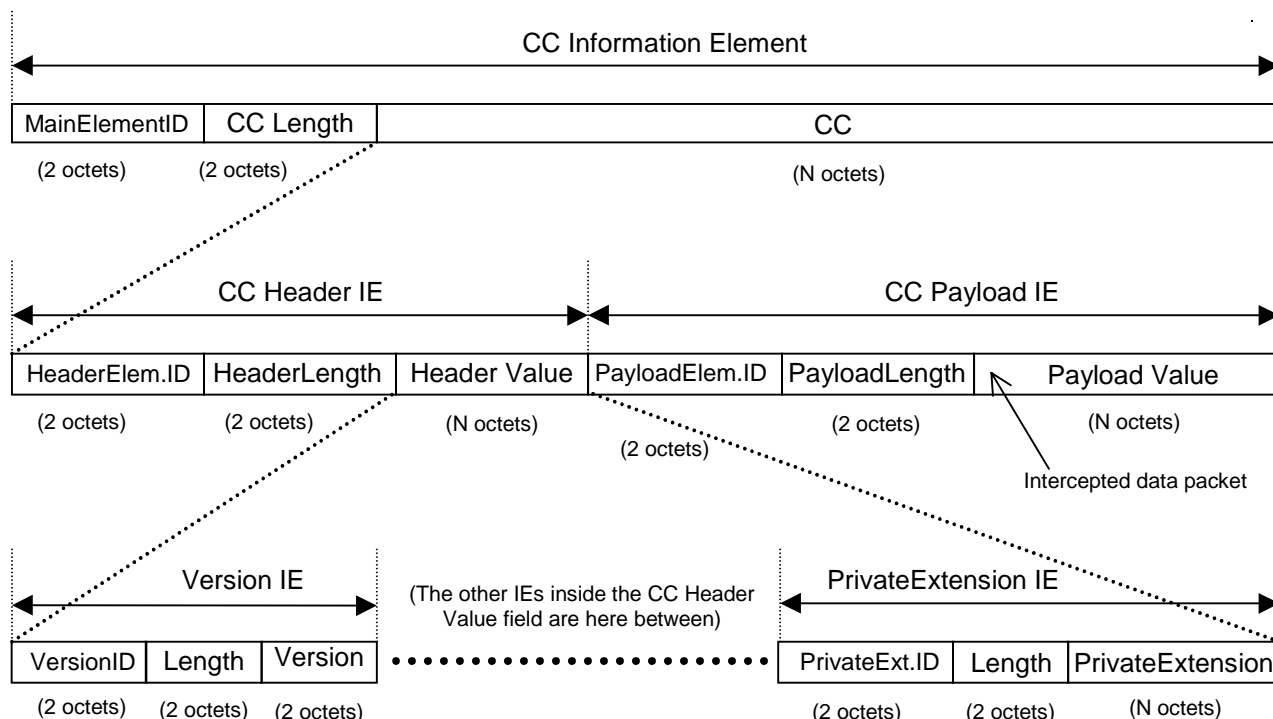 CC Information Element
MainElementID CC Length CC
(2 octets) (2 octets) (N octets)
CC Header IE CC Payload IE
HeaderElem.ID HeaderLength Header Value PayloadElem.ID PayloadLength Payload Value
(2 octets) (2 octets) (N octets) (2 octets) (2 octets) (N octets)
Intercepted data packet
Version IE (The other IEs inside the CC Header PrivateExtension IE
Value field are here between)
VersionID Length Version PrivateExt.ID Length PrivateExtension
(2 octets) (2 octets) (2 octets) (2 octets) (2 octets) (N octets)